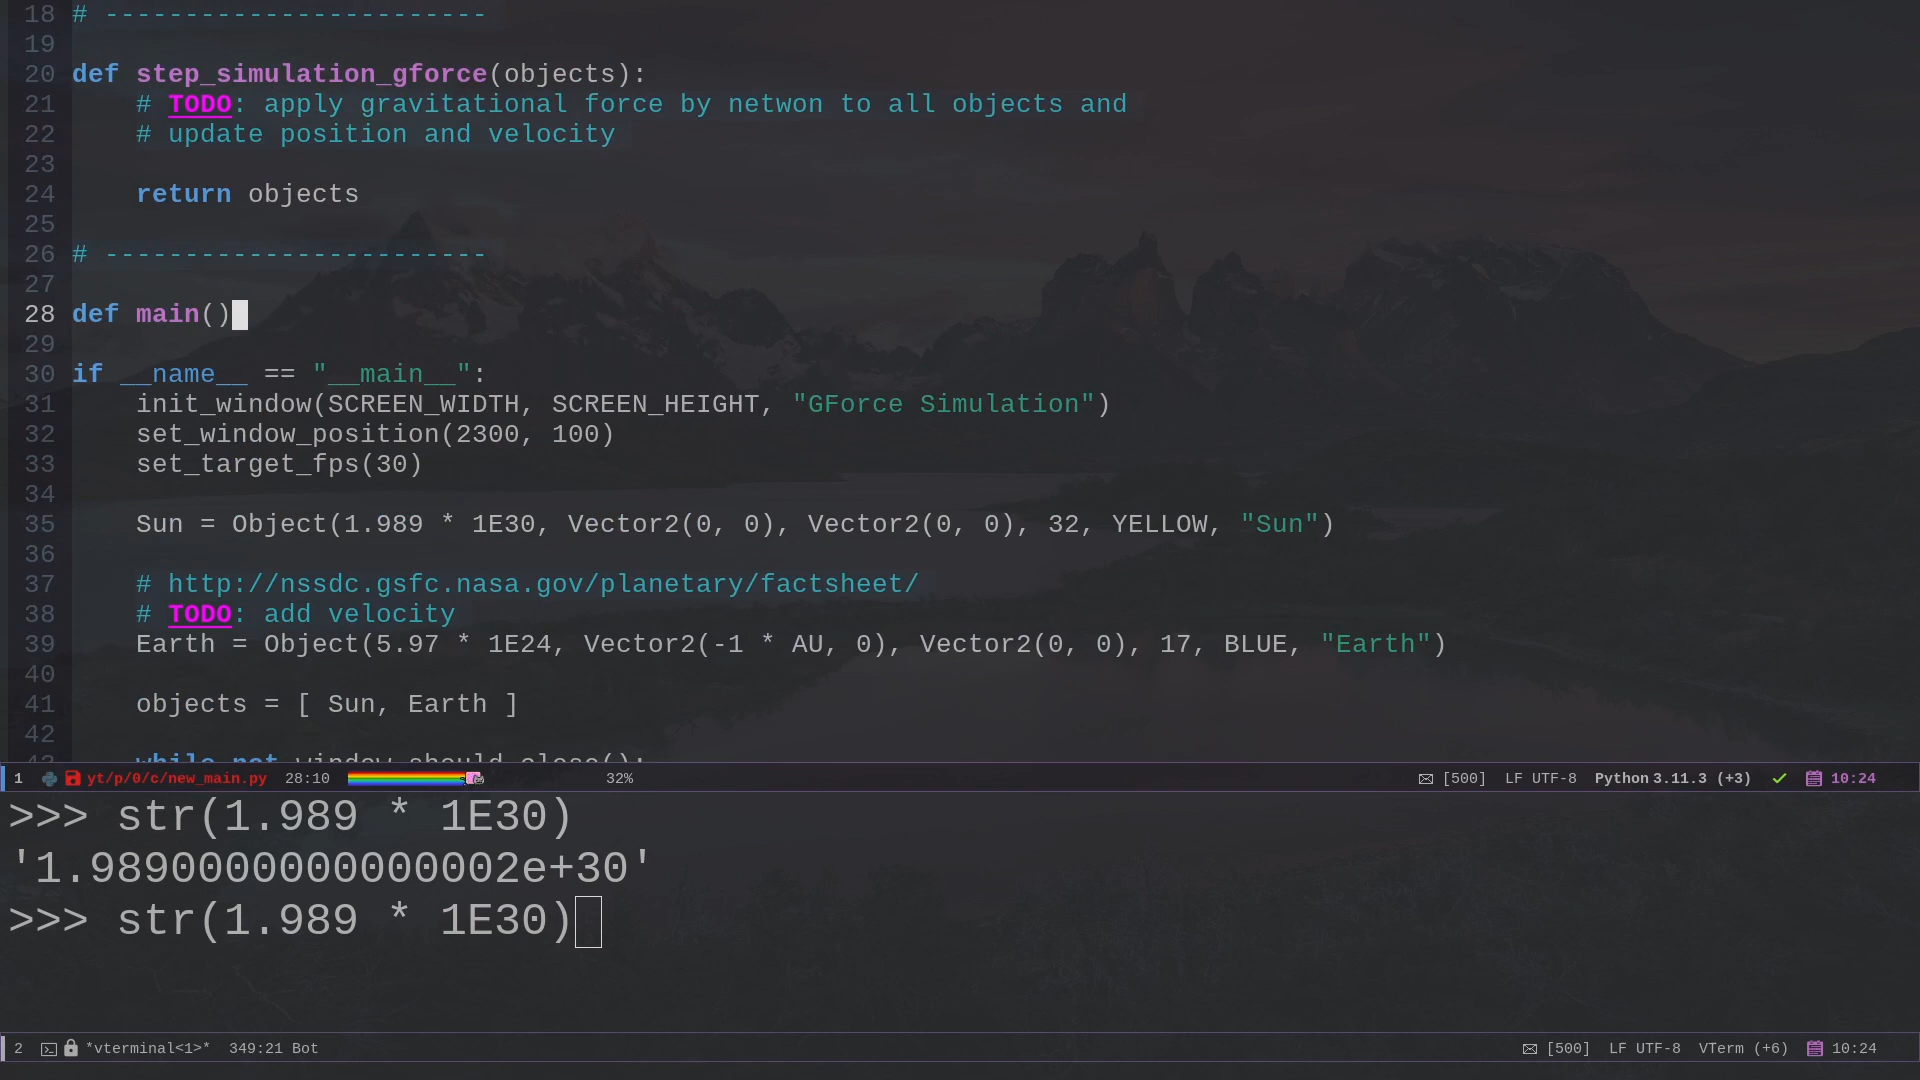 18 # ------------------------
19
20 def step_simulation_gforce(objects):
21     # TODO: apply gravitational force by netwon to all objects and
22     # update position and velocity
23
24     return objects
25
26 # ------------------------
27
28 def main()
29
30 if __name__ == "__main__":
31     init_window(SCREEN_WIDTH, SCREEN_HEIGHT, "GForce Simulation")
32     set_window_position(2300, 100)
33     set_target_fps(30)
34
35     Sun = Object(1.989 * 1E30, Vector2(0, 0), Vector2(0, 0), 32, YELLOW, "Sun")
36
37     # http://nssdc.gsfc.nasa.gov/planetary/factsheet/
38     # TODO: add velocity
39     Earth = Object(5.97 * 1E24, Vector2(-1 * AU, 0), Vector2(0, 0), 17, BLUE, "Earth")
40
41     objects = [ Sun, Earth ]
42
43     while not window_should_close():
1 yt/p/0/c/new_main.py 28:10 32% [500] LF UTF-8 Python 3.11.3 (+3) 10:24
>>> str(1.989 * 1E30)
'1.9890000000000002e+30'
>>> str(1.989 * 1E30)
2 *vterminal<1>* 349:21 Bot [500] LF UTF-8 VTerm (+6) 10:24